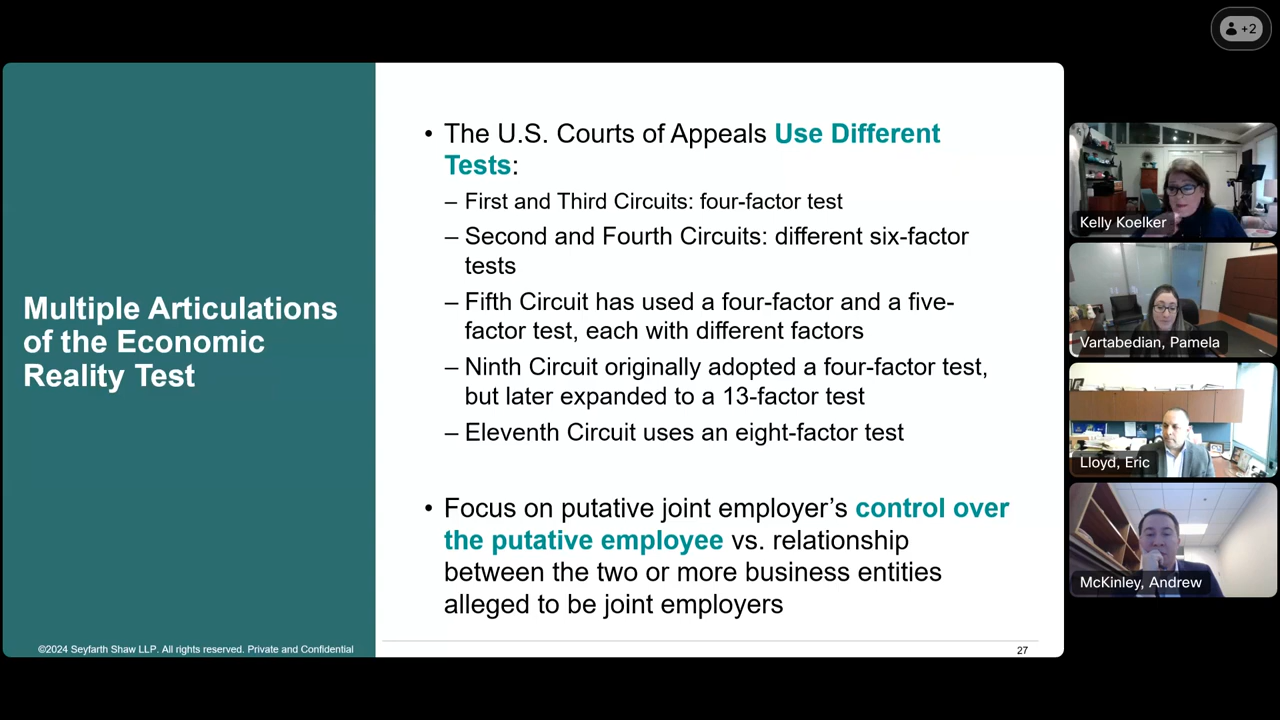 +2
Multiple Articulations
of the Economic
Reality Test
• The U.S. Courts of Appeals Use Different
Tests:
– First and Third Circuits: four-factor test
– Second and Fourth Circuits: different six-factor
tests
– Fifth Circuit has used a four-factor and a five-
factor test, each with different factors
– Ninth Circuit originally adopted a four-factor test,
but later expanded to a 13-factor test
– Eleventh Circuit uses an eight-factor test
• Focus on putative joint employer’s control over
the putative employee vs. relationship
between the two or more business entities
alleged to be joint employers
©2024 Seyfarth Shaw LLP. All rights reserved. Private and Confidential
27
Kelly Koelker
Vartabedian, Pamela
Lloyd, Eric
McKinley, Andrew